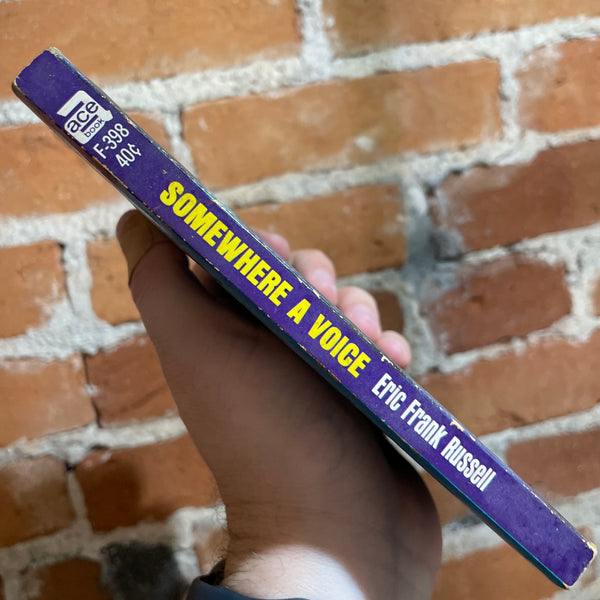 ace
book
F-398
40¢
SOMEWHERE A VOICE
Eric Frank Russell